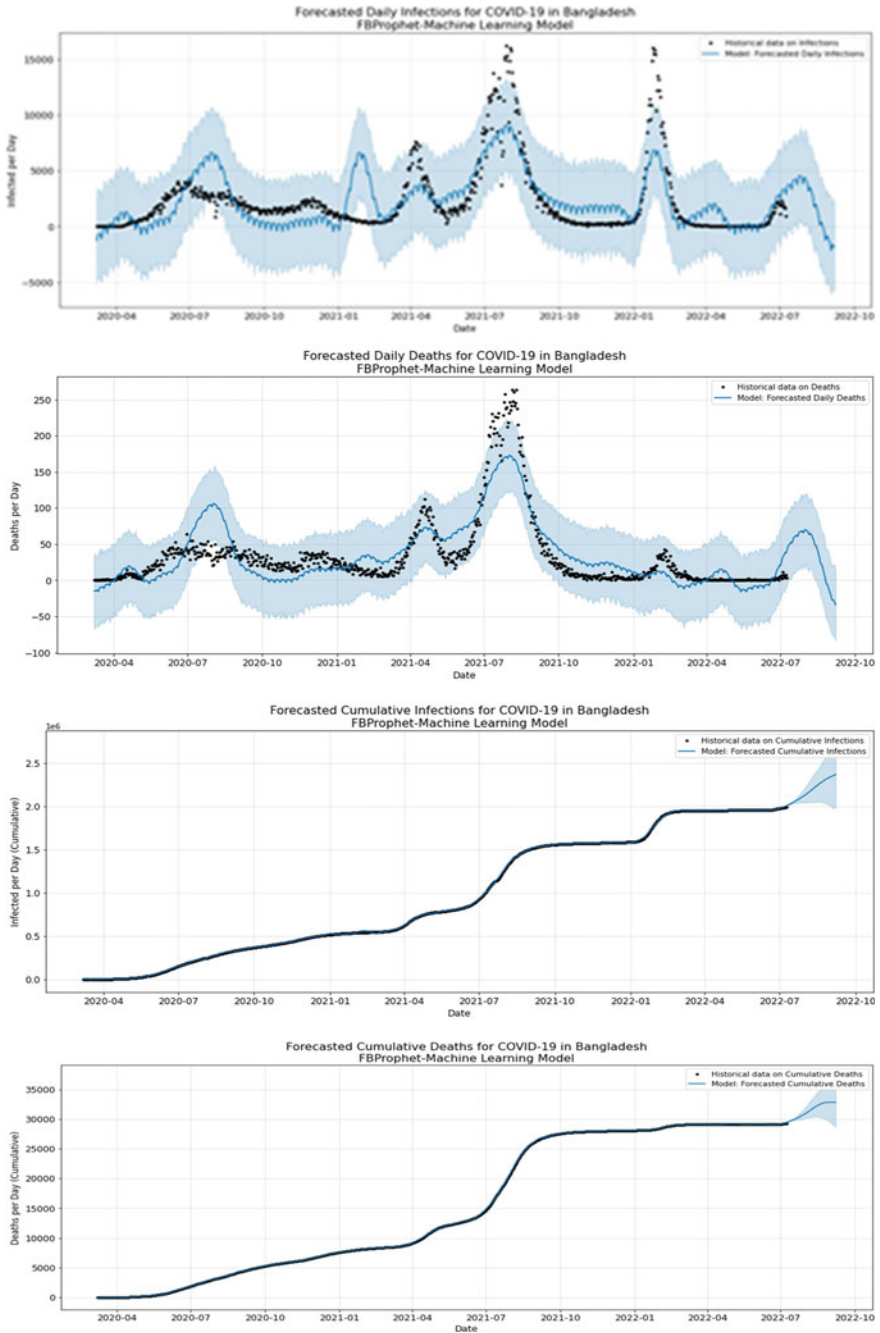 Forecasted Daily Infections for COVID-19 in Bangladesh
FBProphet-Machine Learning Model
Historical data on Infections
Model: Forecasted Daily Infections
15000
10000
5000
0
−5000
Infected per Day
2020-04 2020-07 2020-10 2021-01 2021-04 2021-07 2021-10 2022-01 2022-04 2022-07 2022-10
Date
Forecasted Daily Deaths for COVID-19 in Bangladesh
FBProphet-Machine Learning Model
Historical data on Deaths
Model: Forecasted Daily Deaths
250
200
150
100
50
0
−50
−100
Deaths per Day
2020-04 2020-07 2020-10 2021-01 2021-04 2021-07 2021-10 2022-01 2022-04 2022-07 2022-10
Date
Forecasted Cumulative Infections for COVID-19 in Bangladesh
FBProphet-Machine Learning Model
1e6
Historical data on Cumulative Infections
Model: Forecasted Cumulative Infections
2.5
2.0
1.5
1.0
0.5
0.0
Infected per Day (Cumulative)
2020-04 2020-07 2020-10 2021-01 2021-04 2021-07 2021-10 2022-01 2022-04 2022-07 2022-10
Date
Forecasted Cumulative Deaths for COVID-19 in Bangladesh
FBProphet-Machine Learning Model
Historical data on Cumulative Deaths
Model: Forecasted Cumulative Deaths
35000
30000
25000
20000
15000
10000
5000
0
Deaths per Day (Cumulative)
2020-04 2020-07 2020-10 2021-01 2021-04 2021-07 2021-10 2022-01 2022-04 2022-07 2022-10
Date